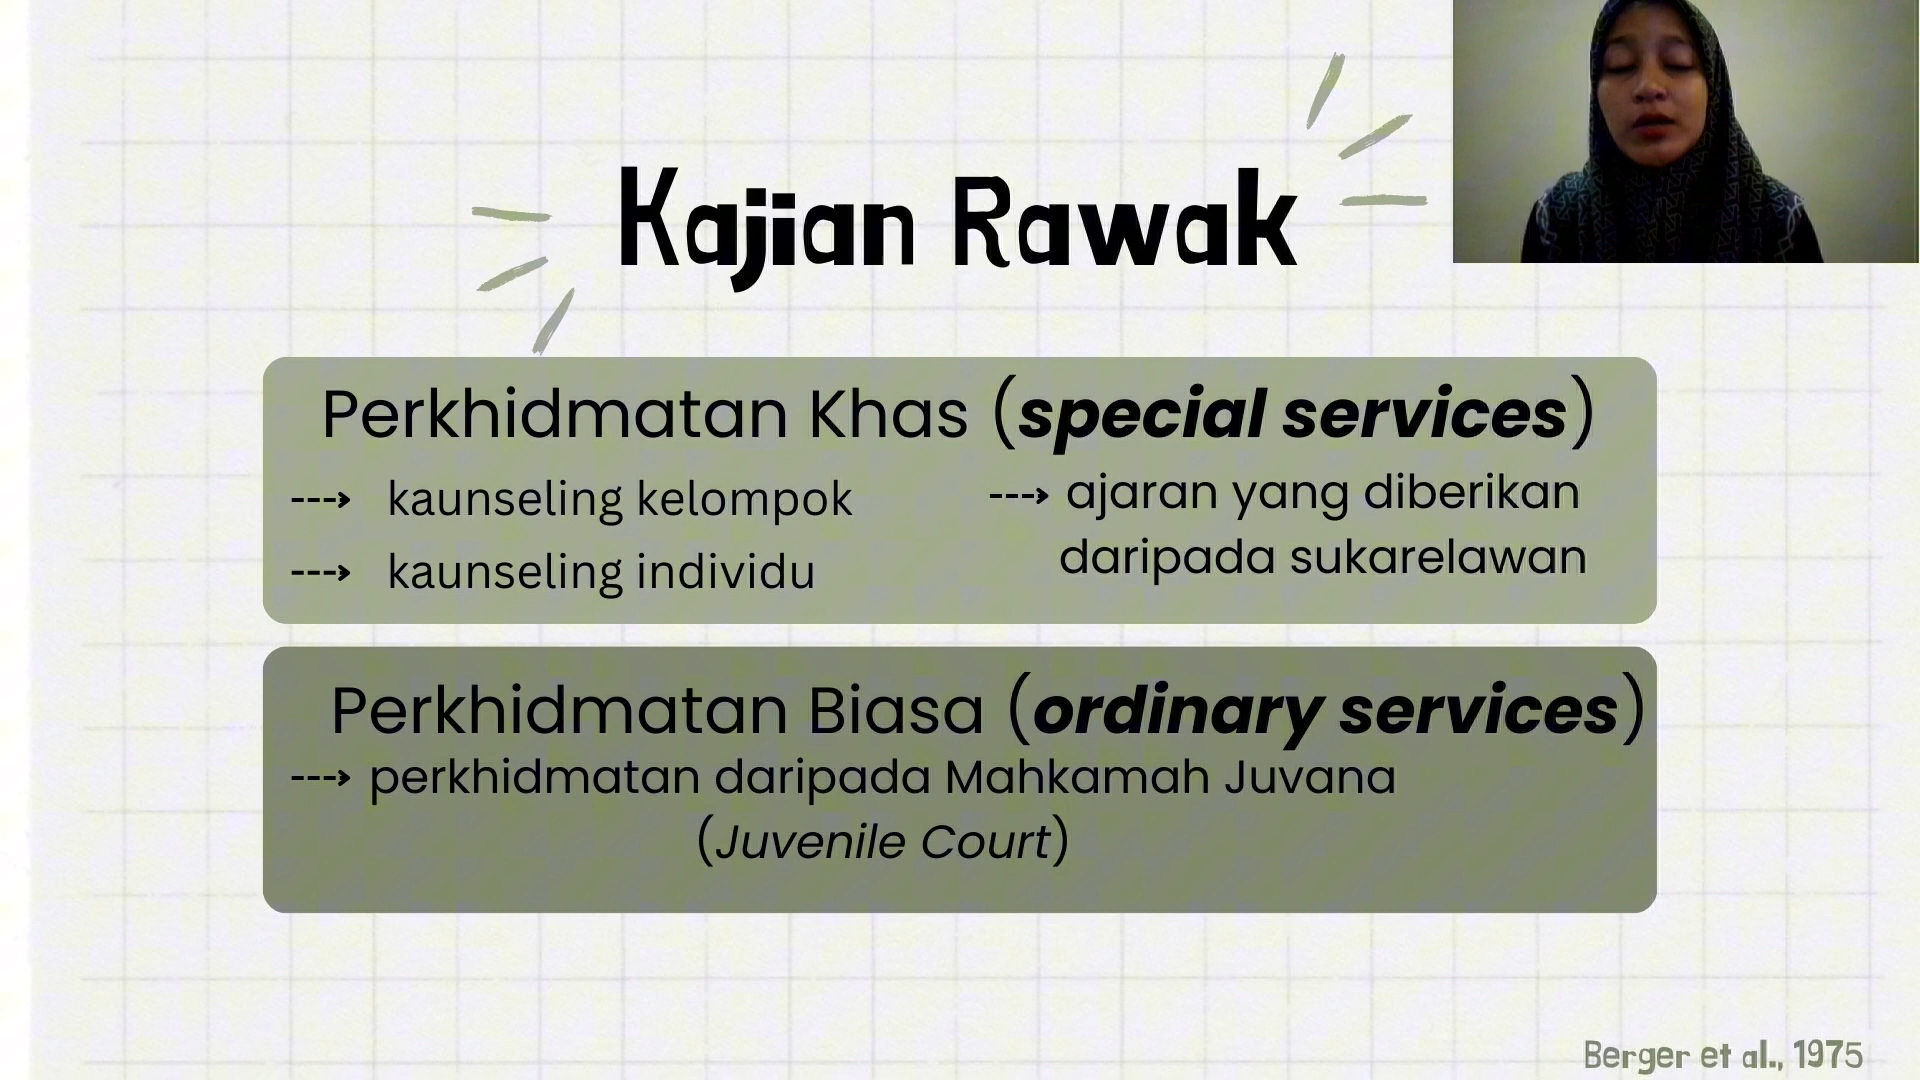 Kajian Rawak
Perkhidmatan Khas (special services)
---> kaunseling kelompok
---> kaunseling individu
---> ajaran yang diberikan
daripada sukarelawan
Perkhidmatan Biasa (ordinary services)
---> perkhidmatan daripada Mahkamah Juvana
(Juvenile Court)
Berger et al., 1975